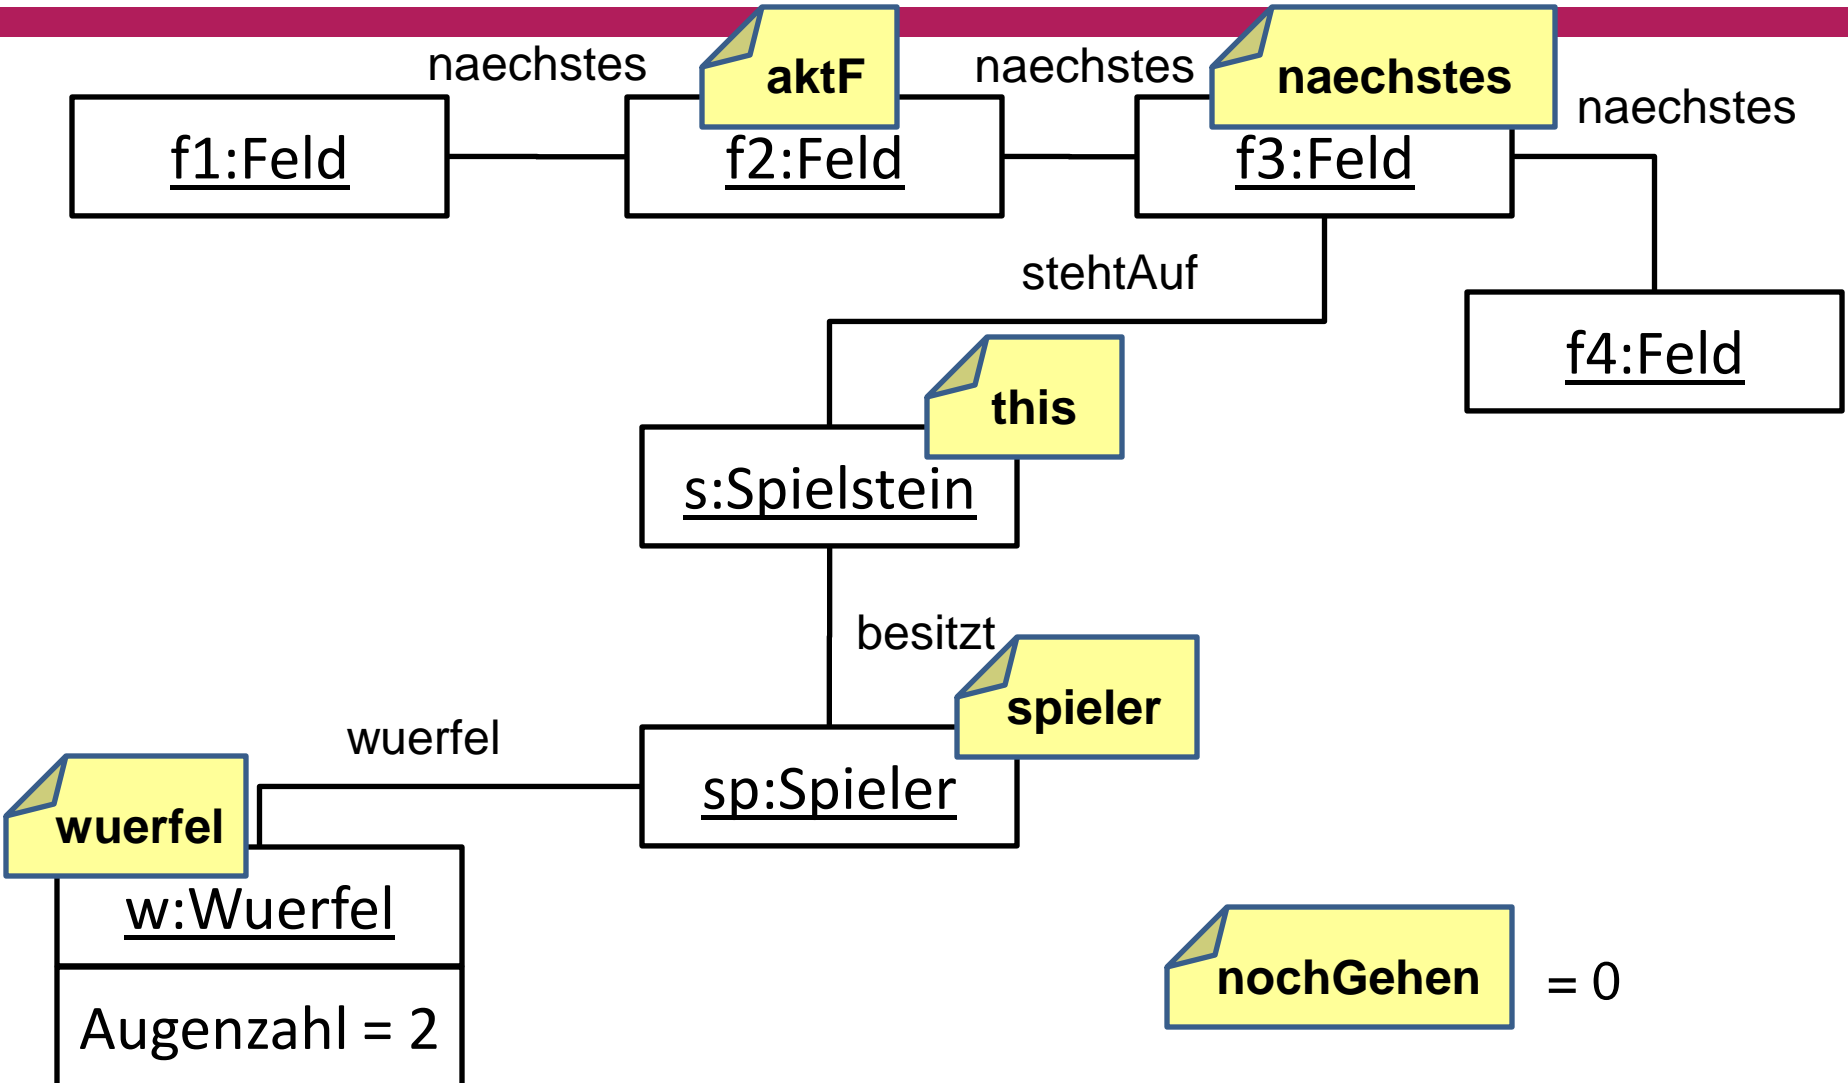 naechstes
aktF
naechstes
naechstes
naechstes
f1:Feld
f2:Feld
f3:Feld
stehtAuf
f4:Feld
this
s:Spielstein
besitzt
spieler
wuerfel
sp:Spieler
wuerfel
w:Wuerfel
nochGehen = 0
Augenzahl = 2